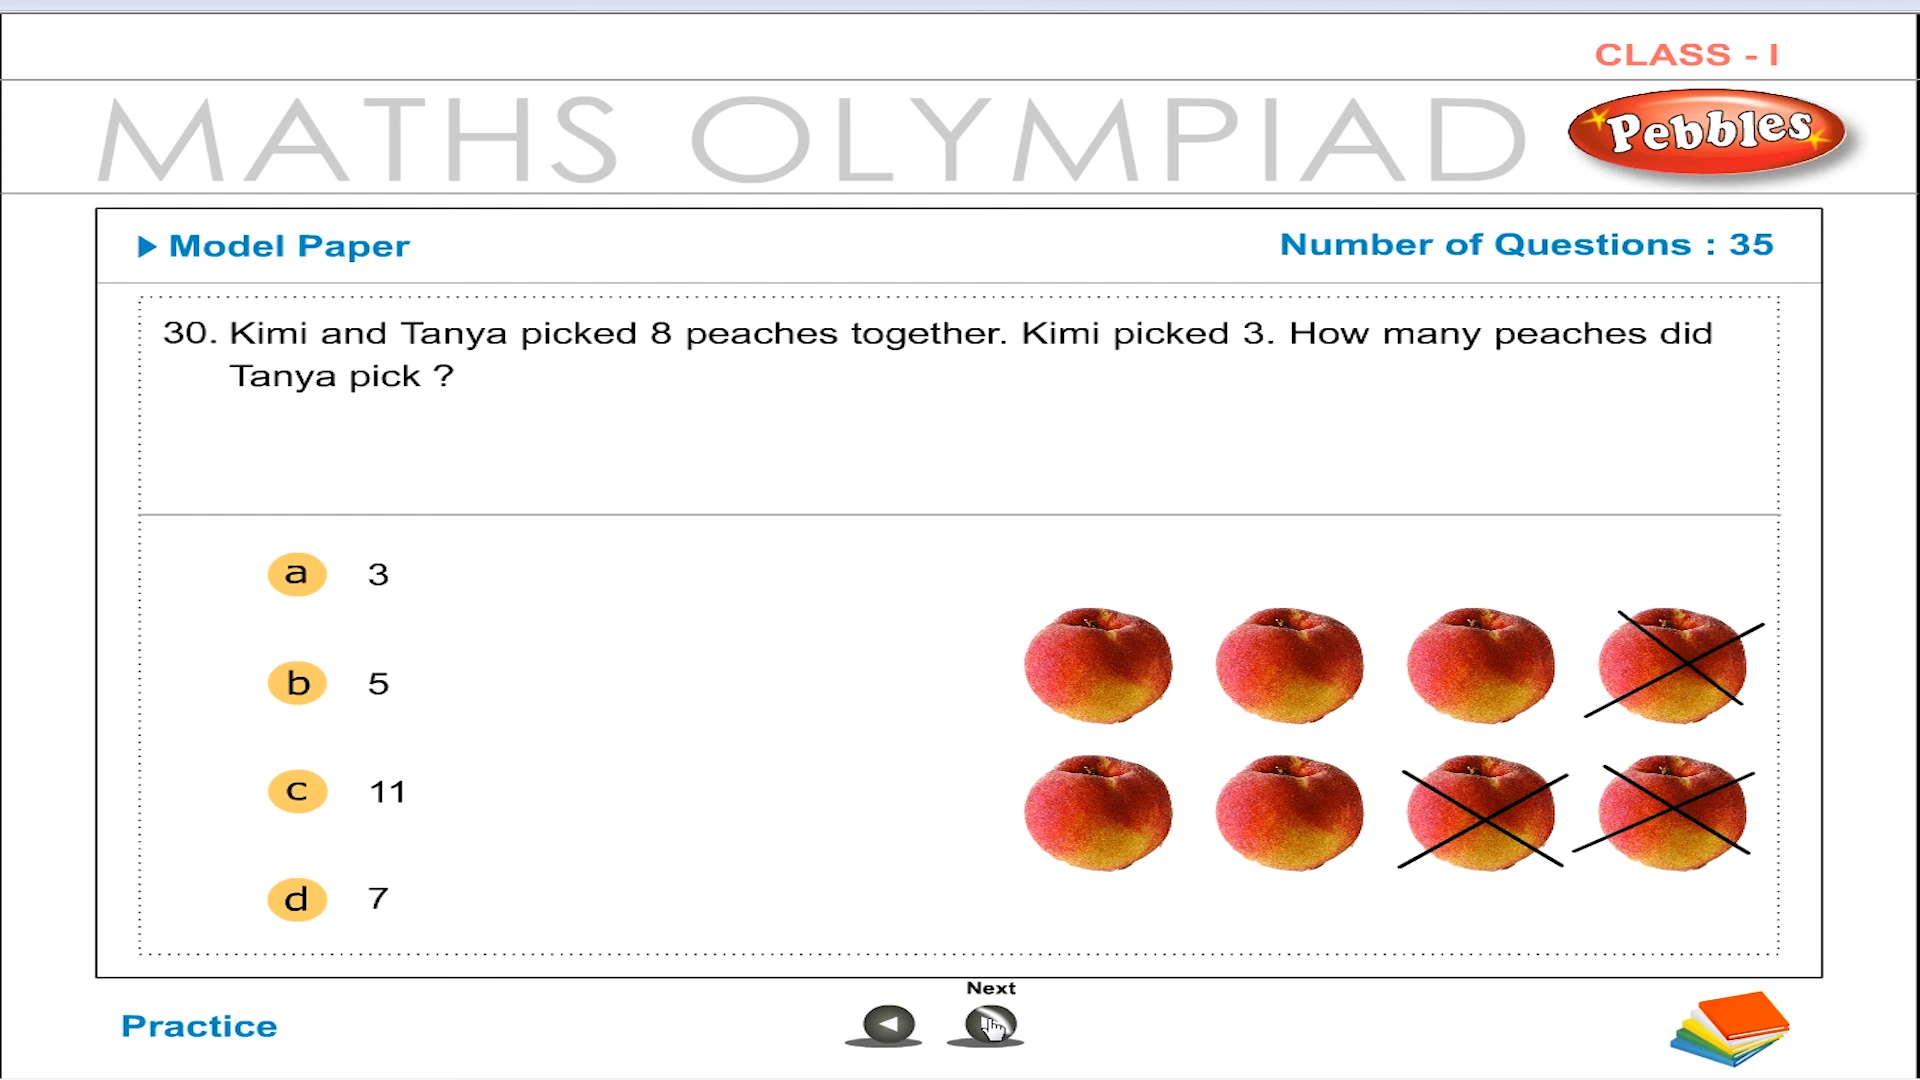 CLASS - I
MATHS OLYMPIAD
Pebbles
Model Paper
Number of Questions : 35
30. Kimi and Tanya picked 8 peaches together. Kimi picked 3. How many peaches did
Tanya pick ?
a 3
b 5
c 11
d 7
Next
Practice